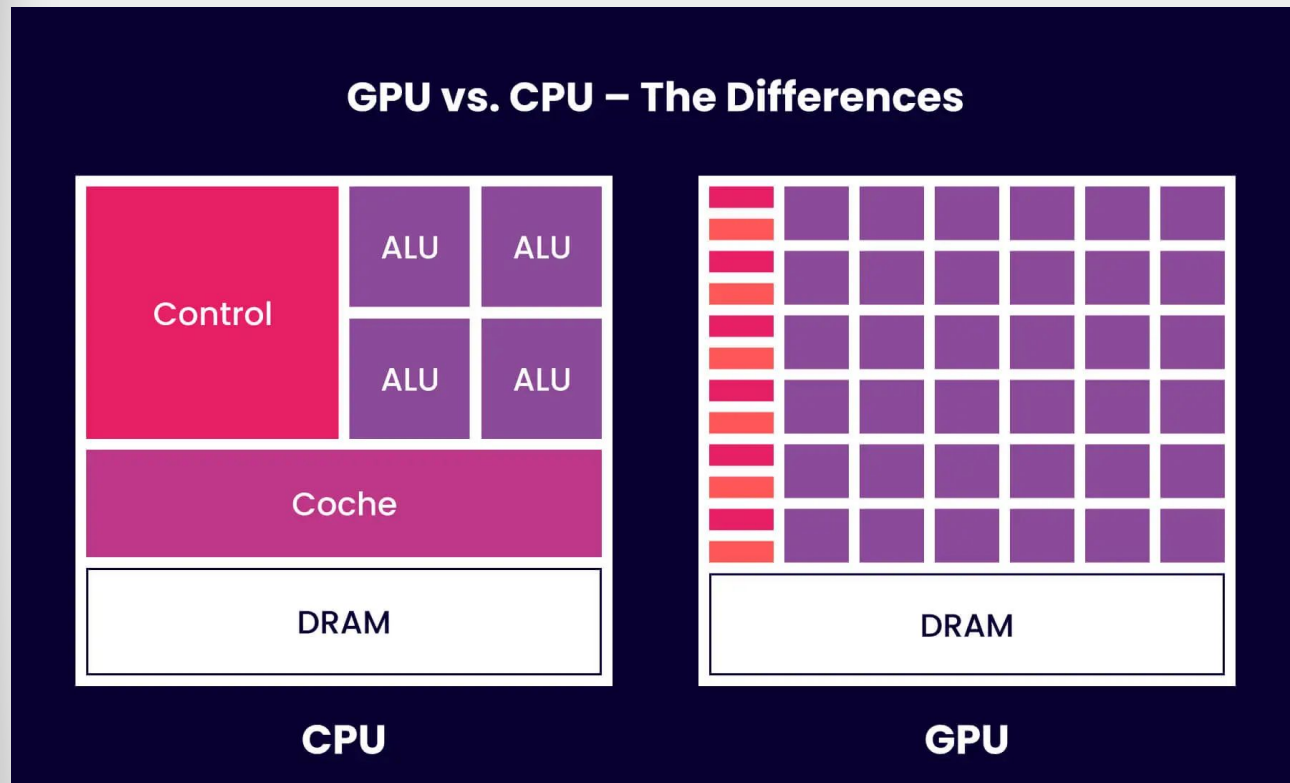 GPU vs. CPU – The Differences
Control
ALU
ALU
ALU
ALU
Coche
DRAM
CPU
DRAM
GPU